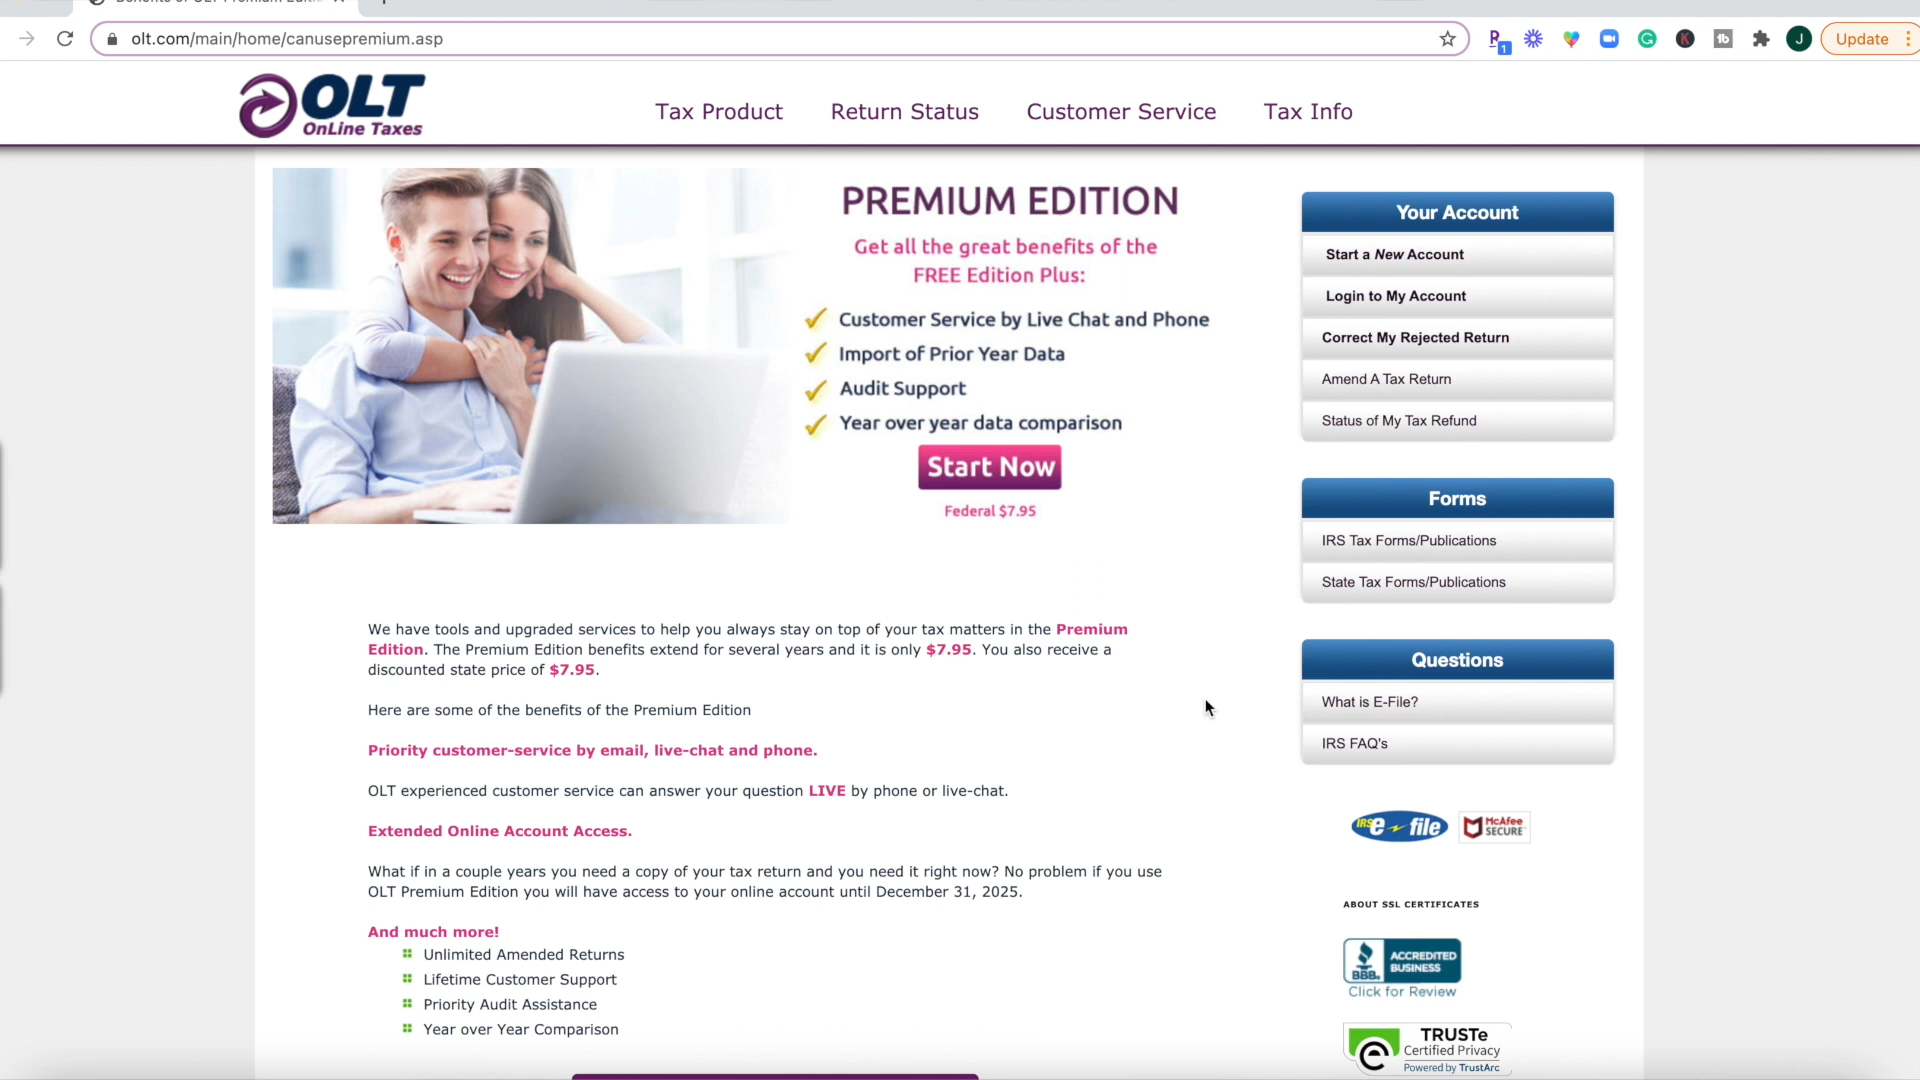 olt.com/main/home/canusepremium.asp
1
J
Update
OLT
OnLine Taxes
Tax Product
Return Status
Customer Service
Tax Info
PREMIUM EDITION
Get all the great benefits of the
FREE Edition Plus:
Customer Service by Live Chat and Phone
Import of Prior Year Data
Audit Support
Year over year data comparison
Start Now
Federal $7.95
We have tools and upgraded services to help you always stay on top of your tax matters in the Premium
Edition. The Premium Edition benefits extend for several years and it is only $7.95. You also receive a
discounted state price of $7.95.
Here are some of the benefits of the Premium Edition
Priority customer-service by email, live-chat and phone.
OLT experienced customer service can answer your question LIVE by phone or live-chat.
Extended Online Account Access.
What if in a couple years you need a copy of your tax return and you need it right now? No problem if you use
OLT Premium Edition you will have access to your online account until December 31, 2025.
And much more!
Unlimited Amended Returns
Lifetime Customer Support
Priority Audit Assistance
Year over Year Comparison
Your Account
Start a New Account
Login to My Account
Correct My Rejected Return
Amend A Tax Return
Status of My Tax Refund
Forms
IRS Tax Forms/Publications
State Tax Forms/Publications
Questions
What is E-File?
IRS FAQ's
IRS e file
McAfee
SECURE
ABOUT SSL CERTIFICATES
BBB
ACCREDITED
BUSINESS
Click for Review
TRUSTe
Certified Privacy
Powered by TrustArc